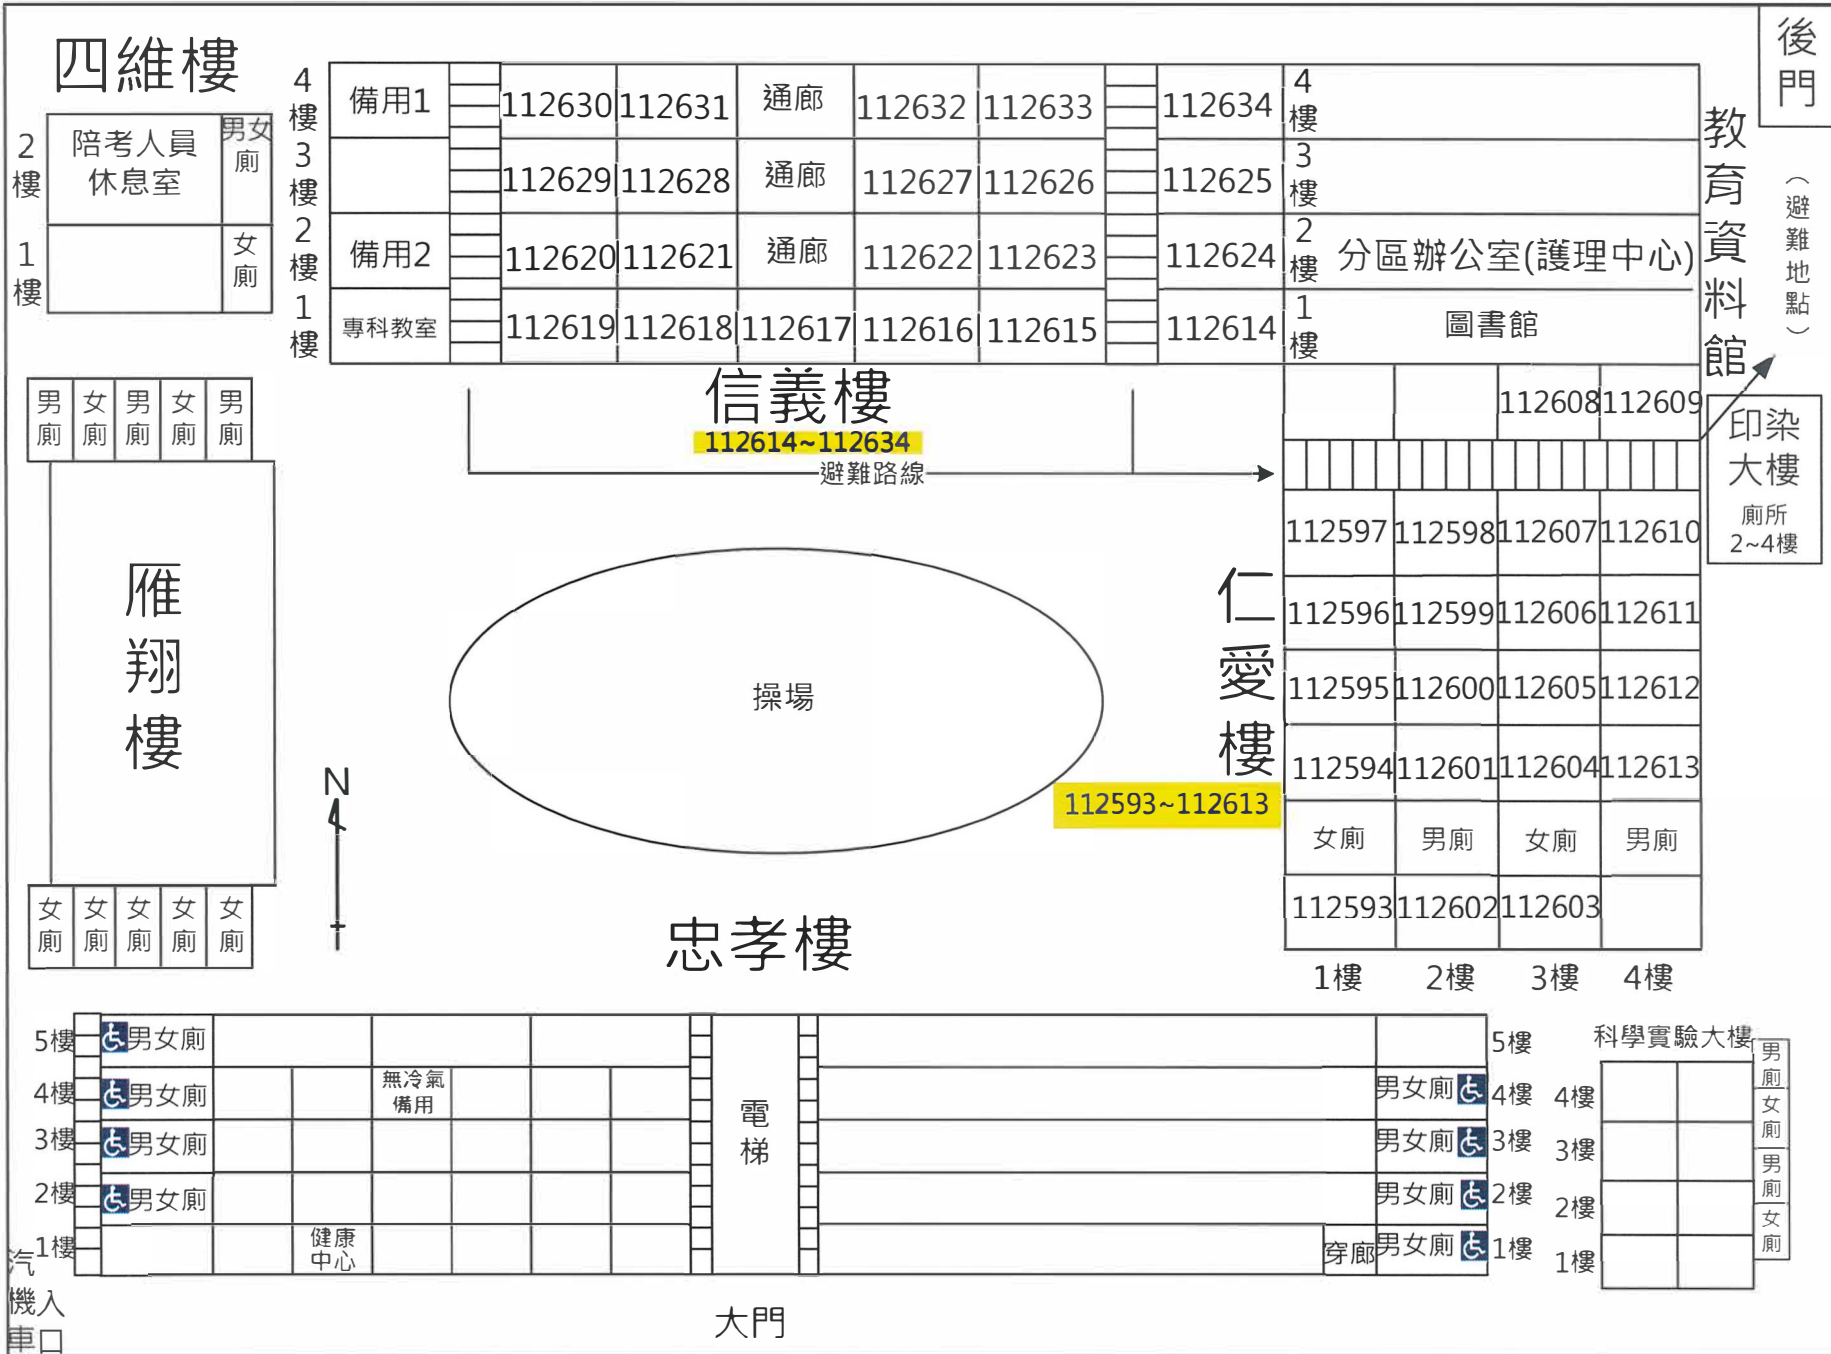 四維樓
2樓
陪考人員
休息室
男女
廁
1樓
女廁
4樓
備用1
112630
112631
通廊
112632
112633
112634
4樓
3樓
112629
112628
通廊
112627
112626
112625
3樓
2樓
備用2
112620
112621
通廊
112622
112623
112624
2樓
分區辦公室(護理中心)
1樓
專科教室
112619
112618
112617
112616
112615
112614
1樓
圖書館
教育資料館
後門
（避難地點）
信義樓
112614~112634
避難路線
男廁
女廁
男廁
女廁
男廁
雁翔樓
女廁
女廁
女廁
女廁
女廁
N
操場
仁愛樓
112593~112613
112608
112609
112597
112598
112607
112610
112596
112599
112606
112611
112595
112600
112605
112612
112594
112601
112604
112613
女廁
男廁
女廁
男廁
112593
112602
112603
1樓
2樓
3樓
4樓
印染
大樓
廁所
2~4樓
忠孝樓
5樓
男女廁
5樓
4樓
男女廁
無冷氣
備用
男女廁
4樓
3樓
男女廁
男女廁
3樓
2樓
男女廁
男女廁
2樓
1樓
健康
中心
穿廊
男女廁
1樓
電梯
科學實驗大樓
4樓
3樓
2樓
1樓
男廁
女廁
男廁
女廁
汽機車
入口
大門